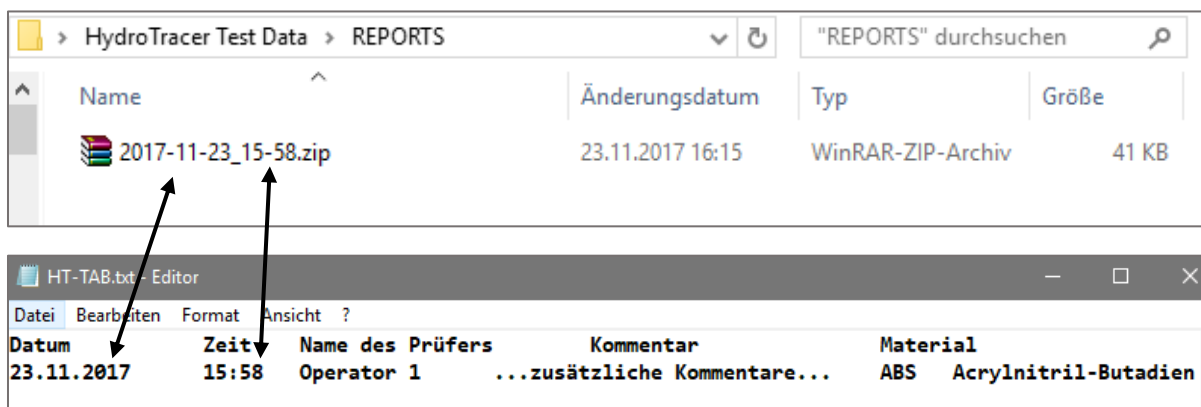 HydroTracer Test Data > REPORTS "REPORTS" durchsuchen
Name Änderungsdatum Typ Größe
2017-11-23_15-58.zip 23.11.2017 16:15 WinRAR-ZIP-Archiv 41 KB
HT-TAB.txt - Editor
Datei Bearbeiten Format Ansicht ?
Datum Zeit Name des Prüfers Kommentar Material
23.11.2017 15:58 Operator 1 ...zusätzliche Kommentare... ABS Acrylnitril-Butadien